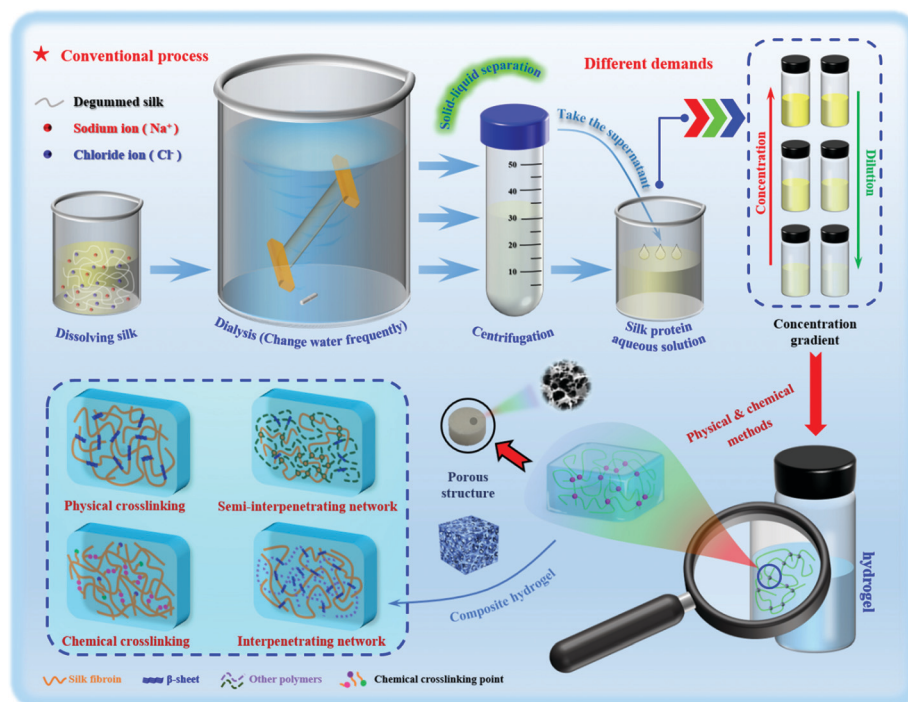 ★ Conventional process
Degummed silk
Sodium ion ( Na⁺)
Chloride ion ( Cl⁻)
Dissolving silk
Dialysis (Change water frequently)
Solid-liquid separation
50
40
30
20
10
Centrifugation
Take the supernatant
Silk protein
aqueous solution
Different demands
Concentration
Dilution
Concentration
gradient
Physical & chemical
methods
hydrogel
Porous
structure
Composite hydrogel
Physical crosslinking
Semi-interpenetrating network
Chemical crosslinking
Interpenetrating network
Silk fibroin
β-sheet
Other polymers
Chemical crosslinking point